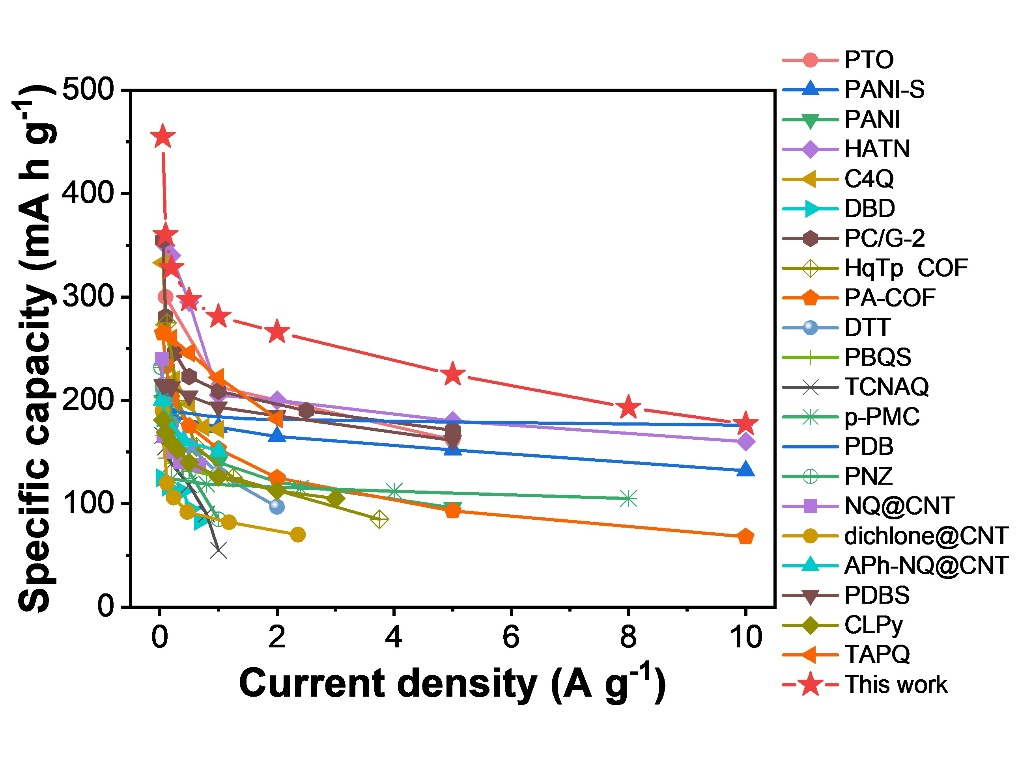 Specific capacity (mA h g-1)
500
400
300
200
100
0
0 2 4 6 8 10
Current density (A g-1)
PTO
PANI-S
PANI
HATN
C4Q
DBD
PC/G-2
HqTp COF
PA-COF
DTT
PBQS
TCNAQ
p-PMC
PDB
PNZ
NQ@CNT
dichlone@CNT
APh-NQ@CNT
PDBS
CLPy
TAPQ
This work